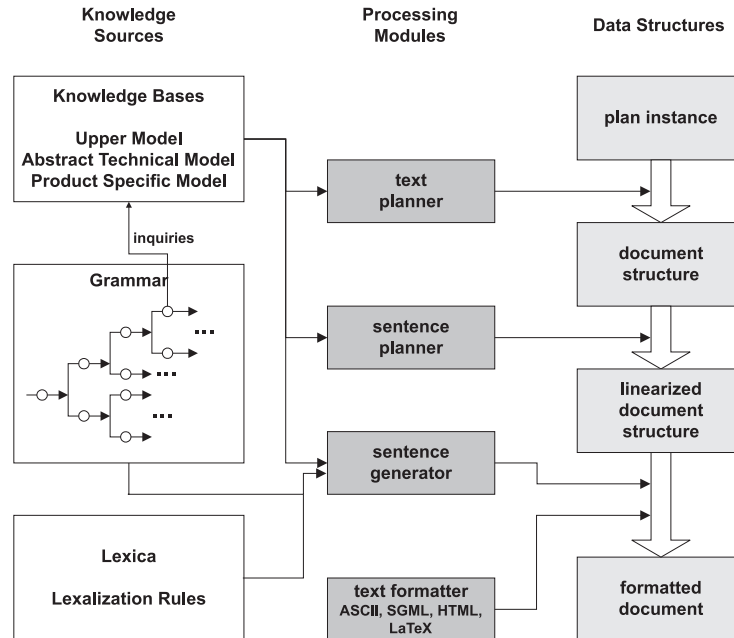 Knowledge
Sources
Processing
Modules
Data Structures
Knowledge Bases
Upper Model
Abstract Technical Model
Product Specific Model
inquiries
Grammar
Lexica
Lexalization Rules
text
planner
sentence
planner
sentence
generator
text formatter
ASCII, SGML, HTML,
LaTeX
plan instance
document
structure
linearized
document
structure
formatted
document